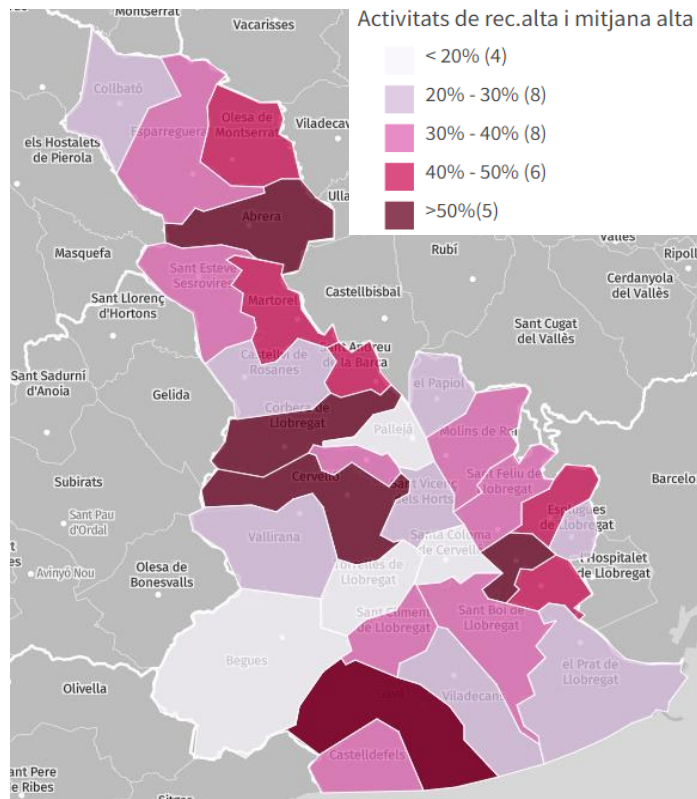 Activitats de rec.alta i mitjana alta
< 20% (4)
20% - 30% (8)
30% - 40% (8)
40% - 50% (6)
>50%(5)
Montserrat
Vacarisses
Collbató
Esparreguera
Olesa de
Montserrat
Viladecav
els Hostalets
de Pierola
Ulla
Abrera
Masquefa
Rubí
Valles
Ripoll
Cerdanyola
del Vallès
Sant Esteve
Sesrovires
Castellbisbal
Sant Llorenç
d'Hortons
Martorell
Sant Cugat
del Vallès
Sant Andreu
de la Barca
Castellví de
Rosanes
Sant Sadurní
d'Anoia
Gelida
el Papiol
Corbera de
Llobregat
Pallejà
Molins de Rei
Subirats
Cervelló
Sant Vicenç
dels Horts
Sant Feliu de
Llobregat
Barcelo
Sant Pau
d'Ordal
Esplugues
de Llobregat
Vallirana
Santa Coloma
de Cervelló
Avinyó Nou
Olesa de
Bonesvalls
Torrelles de
Llobregat
l'Hospitalet
de Llobregat
Sant Climent
de Llobregat
Sant Boi de
Llobregat
Begues
el Prat de
Llobregat
Olivella
Viladecans
Castelldefels
ant Pere
e Ribes
Sitges